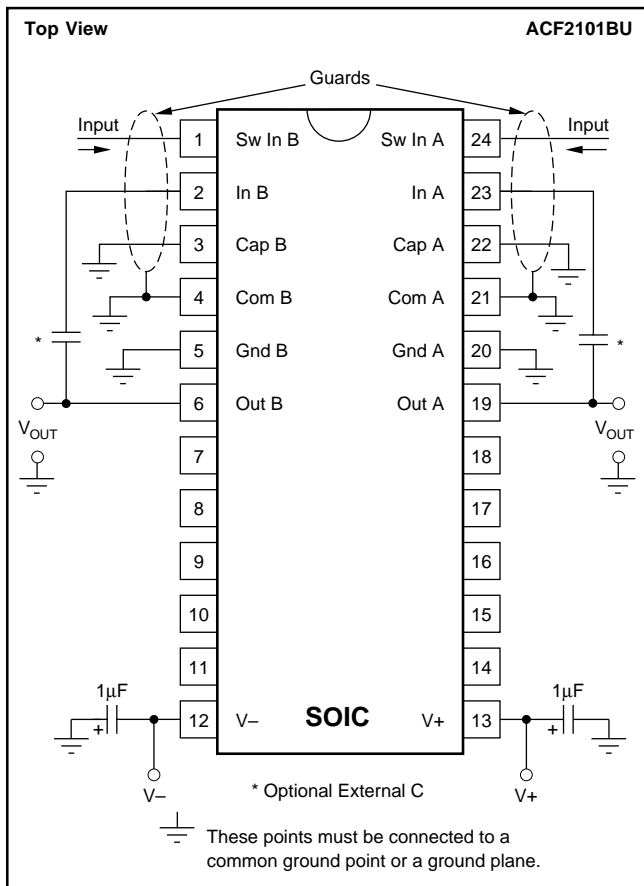 Top View ACF2101BU
Guards
Input Input
1 Sw In B Sw In A 24
2 In B In A 23
3 Cap B Cap A 22
4 Com B Com A 21
* *
5 Gnd B Gnd A 20
6 Out B Out A 19
VOUT VOUT
7 18
8 17
9 16
10 15
11 14
1µF 1µF
12 V– SOIC V+ 13
+ +
V– V+
* Optional External C
These points must be connected to a
common ground point or a ground plane.